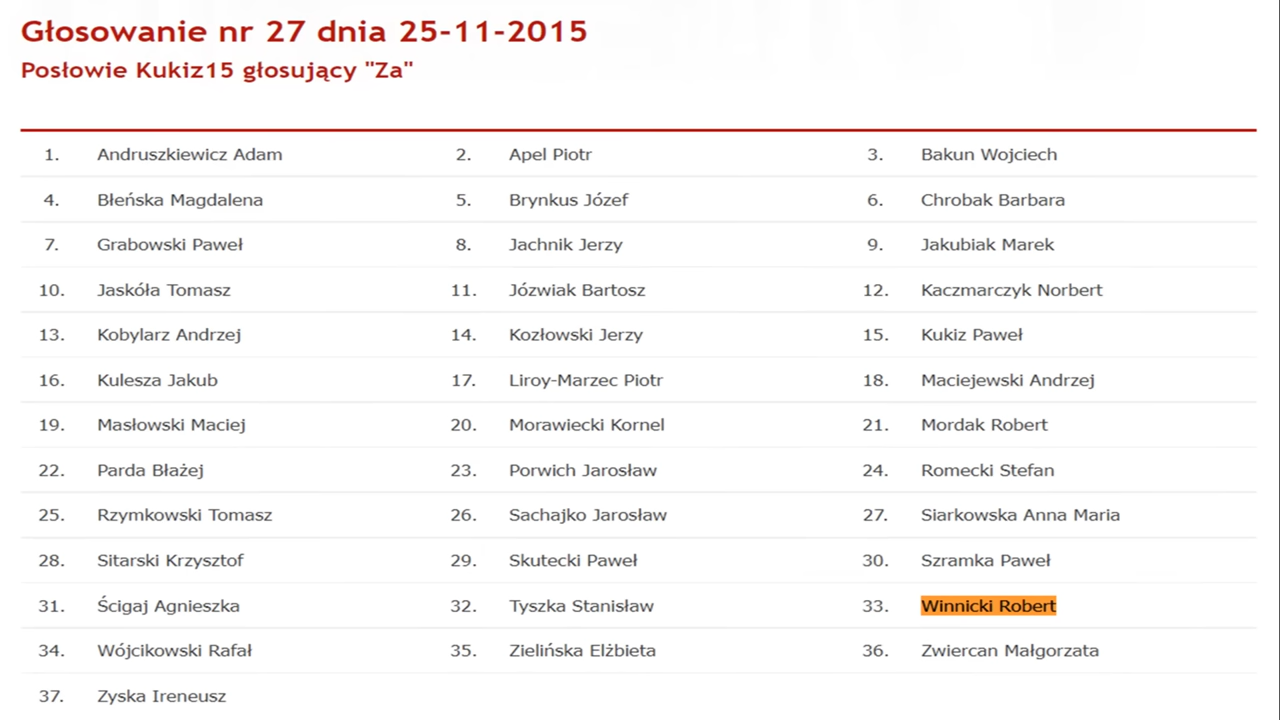 Głosowanie nr 27 dnia 25-11-2015
Posłowie Kukiz15 głosujący "Za"
1. Andruszkiewicz Adam 2. Apel Piotr 3. Bakun Wojciech
4. Błeńska Magdalena 5. Brynkus Józef 6. Chrobak Barbara
7. Grabowski Paweł 8. Jachnik Jerzy 9. Jakubiak Marek
10. Jaskóła Tomasz 11. Józwiak Bartosz 12. Kaczmarczyk Norbert
13. Kobylarz Andrzej 14. Kozłowski Jerzy 15. Kukiz Paweł
16. Kulesza Jakub 17. Liroy-Marzec Piotr 18. Maciejewski Andrzej
19. Masłowski Maciej 20. Morawiecki Kornel 21. Mordak Robert
22. Parda Błażej 23. Porwich Jarosław 24. Romecki Stefan
25. Rzymkowski Tomasz 26. Sachajko Jarosław 27. Siarkowska Anna Maria
28. Sitarski Krzysztof 29. Skutecki Paweł 30. Szramka Paweł
31. Ścigaj Agnieszka 32. Tyszka Stanisław 33. Winnicki Robert
34. Wójcikowski Rafał 35. Zielińska Elżbieta 36. Zwiercan Małgorzata
37. Zyska Ireneusz